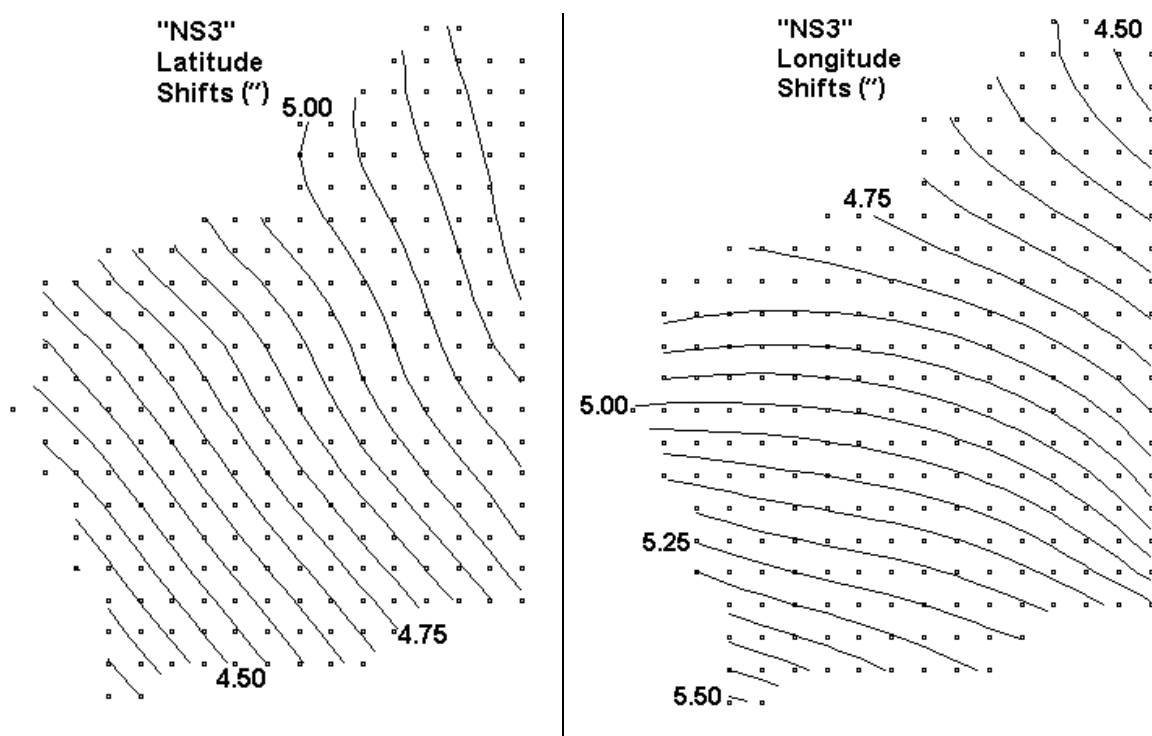 "NS3"
Latitude
Shifts (″)
5.00
4.75
4.50
"NS3"
Longitude
Shifts (″)
4.50
4.75
5.00
5.25
5.50